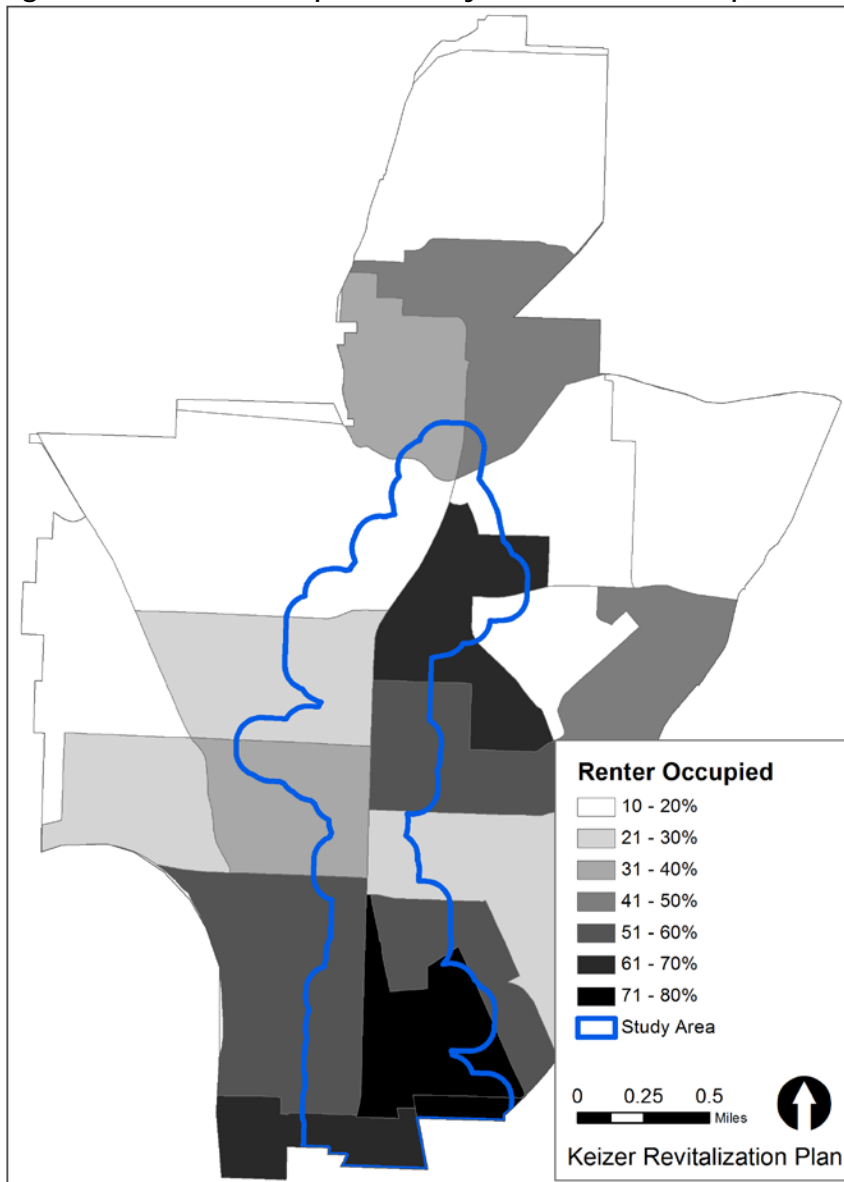 Renter Occupied
10 - 20%
21 - 30%
31 - 40%
41 - 50%
51 - 60%
61 - 70%
71 - 80%
Study Area
0 0.25 0.5
Miles
Keizer Revitalization Plan